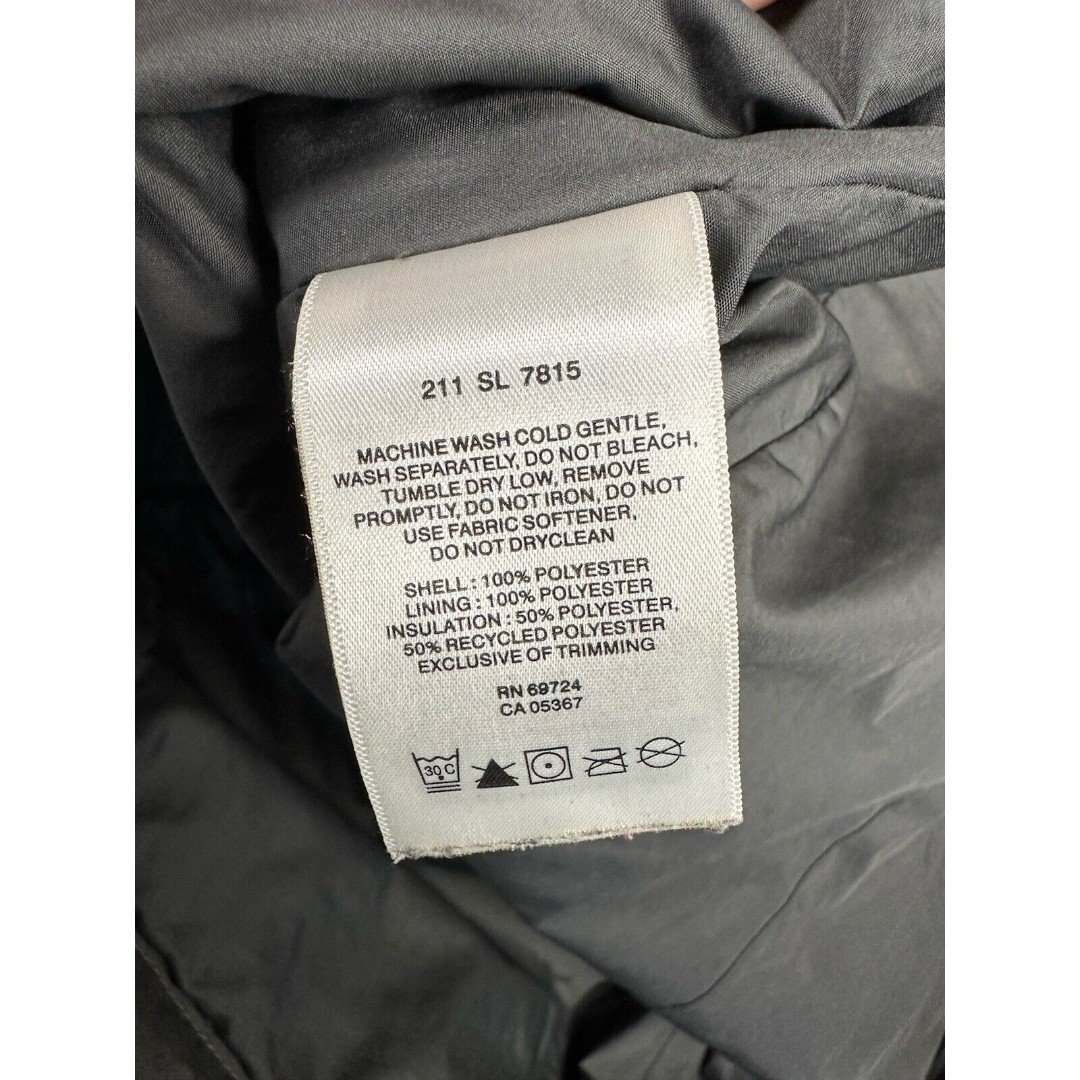 211 SL 7815
MACHINE WASH COLD GENTLE,
WASH SEPARATELY, DO NOT BLEACH,
TUMBLE DRY LOW, REMOVE
PROMPTLY, DO NOT IRON, DO NOT
USE FABRIC SOFTENER,
DO NOT DRYCLEAN
SHELL : 100% POLYESTER
LINING : 100% POLYESTER
INSULATION : 50% POLYESTER,
50% RECYCLED POLYESTER
EXCLUSIVE OF TRIMMING
RN 69724
CA 05367
30 C